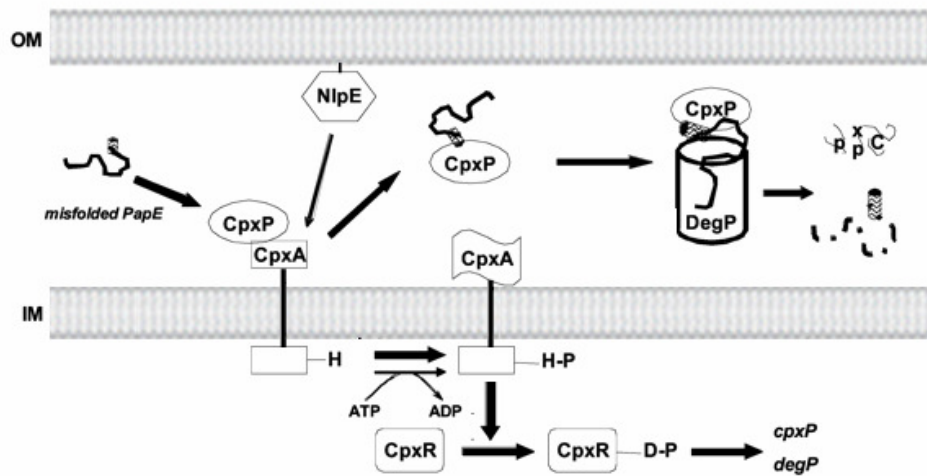 OM
NlpE
CpxP
CpxP
p x p C
misfolded PapE
CpxP
DegP
CpxA
CpxA
IM
H
H-P
ATP
ADP
CpxR
CpxR
D-P
cpxP
degP